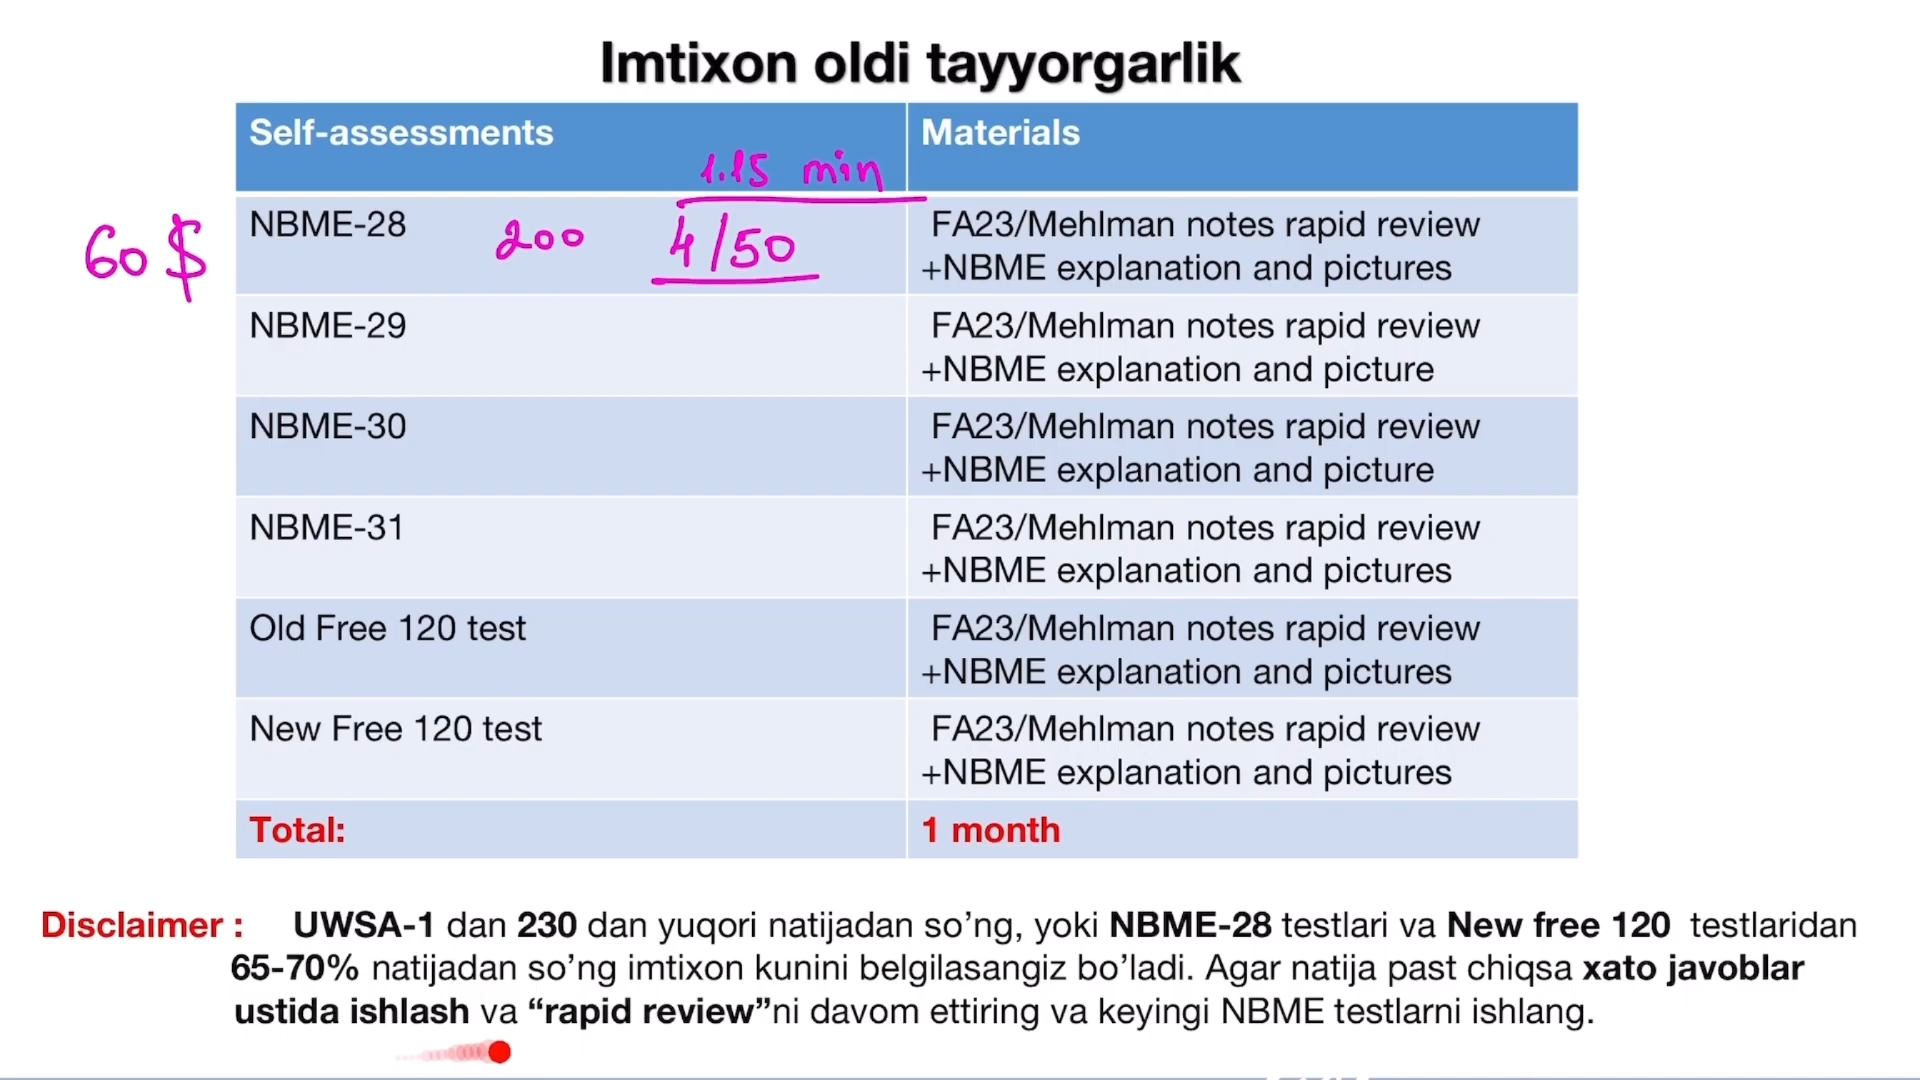 Imtixon oldi tayyorgarlik
Self-assessments
Materials
1.15 min
60 $
NBME-28
200
4/50
FA23/Mehlman notes rapid review
+NBME explanation and pictures
NBME-29
FA23/Mehlman notes rapid review
+NBME explanation and picture
NBME-30
FA23/Mehlman notes rapid review
+NBME explanation and picture
NBME-31
FA23/Mehlman notes rapid review
+NBME explanation and pictures
Old Free 120 test
FA23/Mehlman notes rapid review
+NBME explanation and pictures
New Free 120 test
FA23/Mehlman notes rapid review
+NBME explanation and pictures
Total:
1 month
Disclaimer : UWSA-1 dan 230 dan yuqori natijadan so’ng, yoki NBME-28 testlari va New free 120 testlaridan
65-70% natijadan so’ng imtixon kunini belgilasangiz bo’ladi. Agar natija past chiqsa xato javoblar
ustida ishlash va “rapid review”ni davom ettiring va keyingi NBME testlarni ishlang.